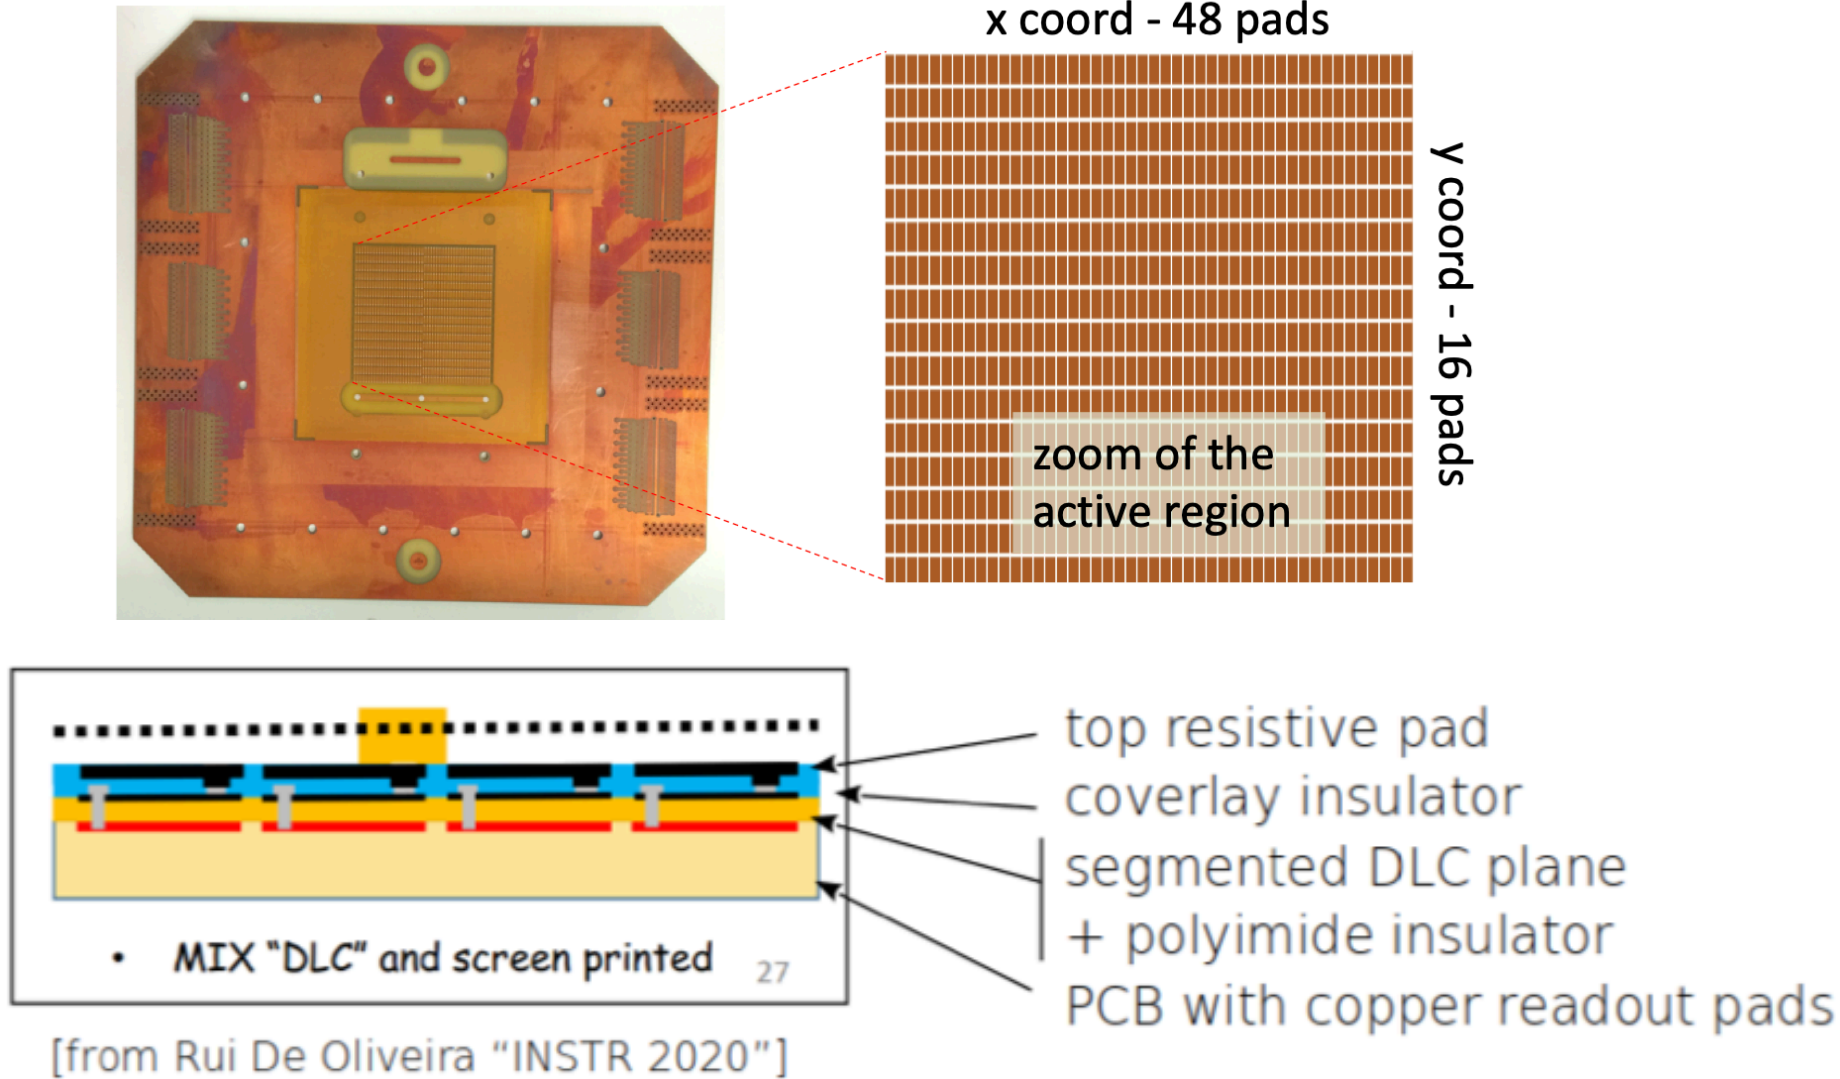 x coord - 48 pads
y coord - 16 pads
zoom of the
active region
top resistive pad
coverlay insulator
segmented DLC plane
+ polyimide insulator
PCB with copper readout pads
• MIX “DLC” and screen printed
27
[from Rui De Oliveira “INSTR 2020”]